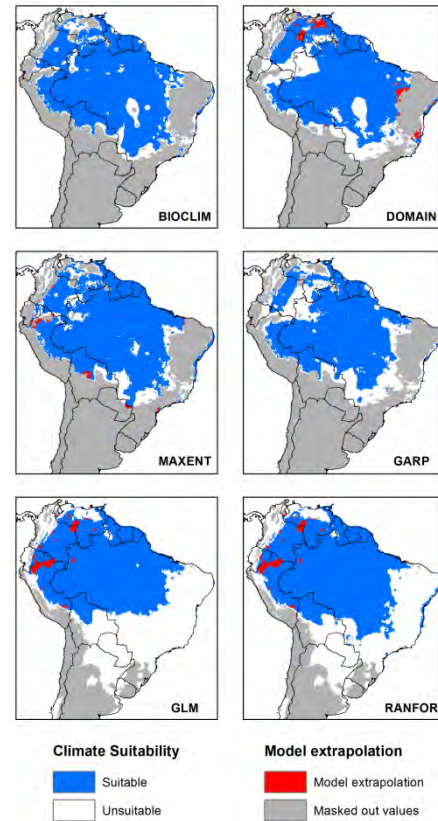 BIOCLIM
DOMAIN
MAXENT
GARP
GLM
RANFOR
Climate Suitability
Model extrapolation
Suitable
Model extrapolation
Unsuitable
Masked out values